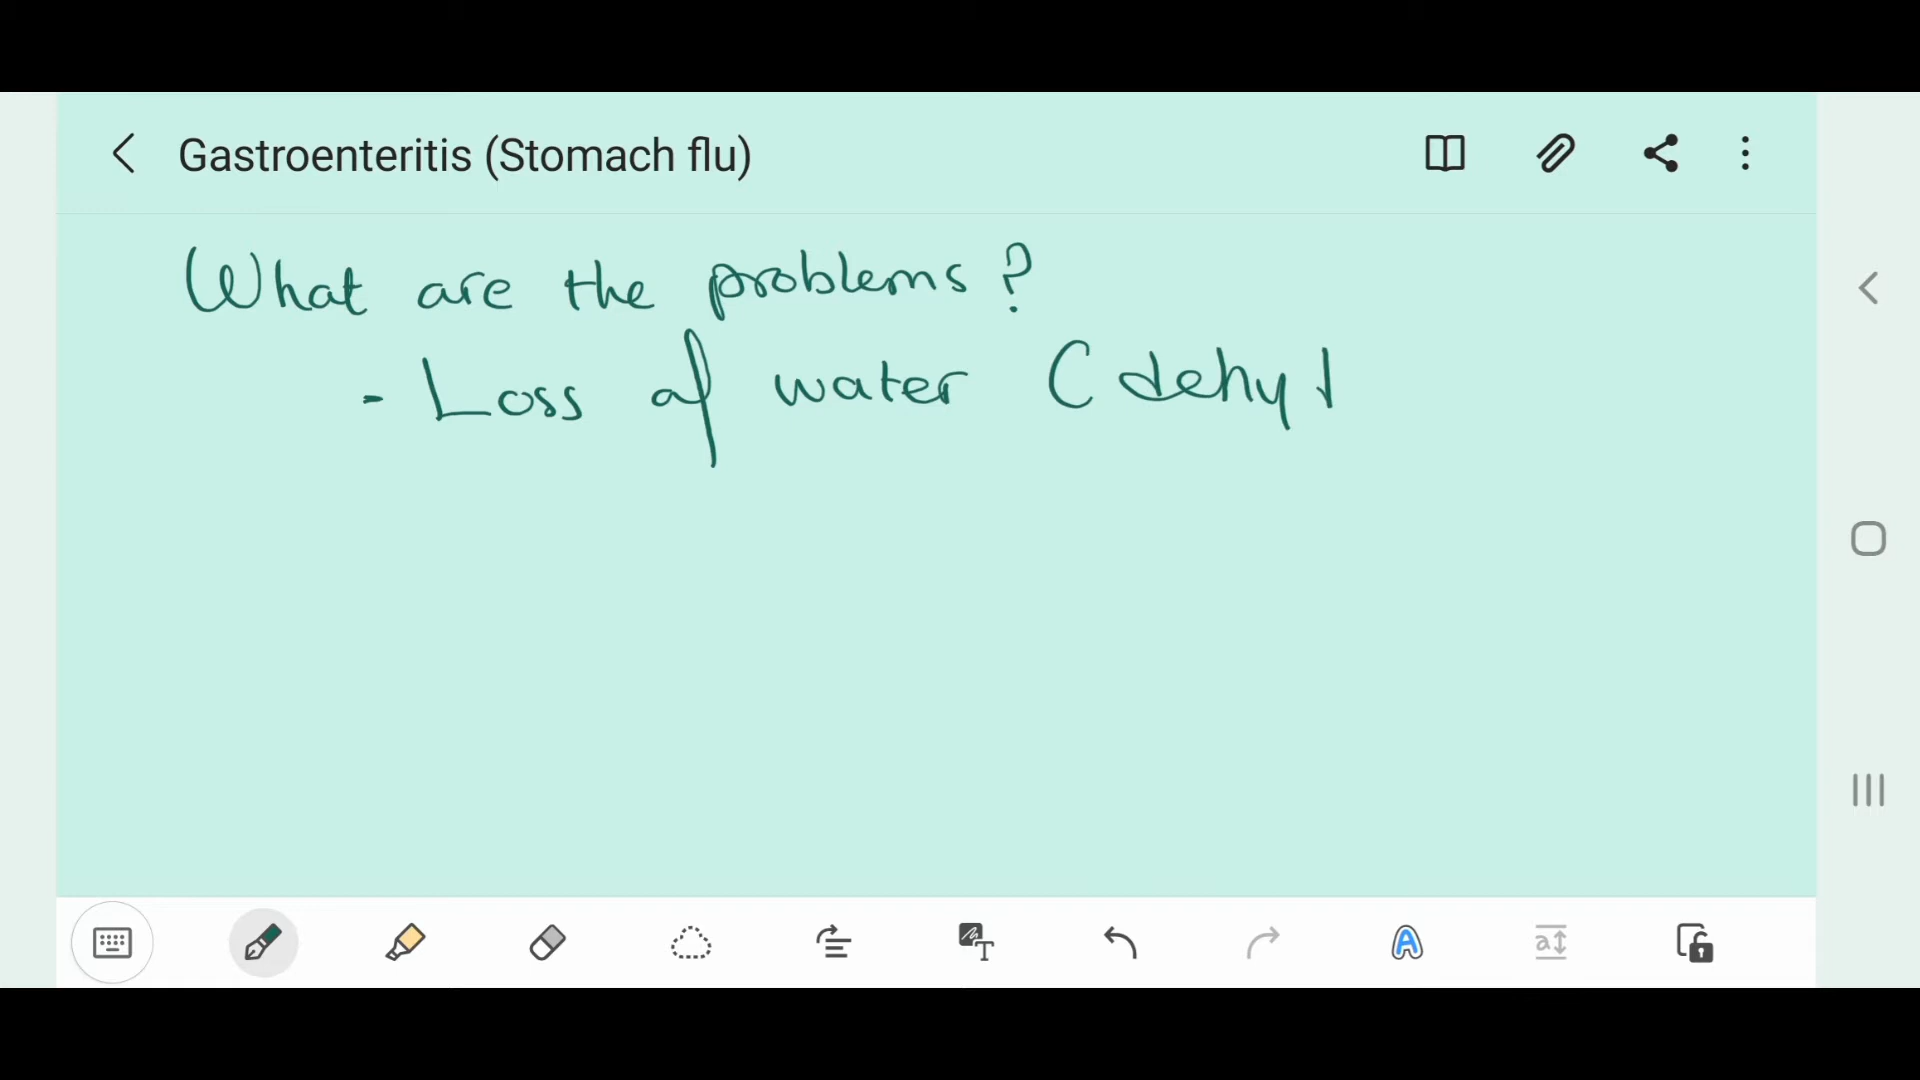 Gastroenteritis (Stomach flu)
What are the problems?
- Loss of water (dehy